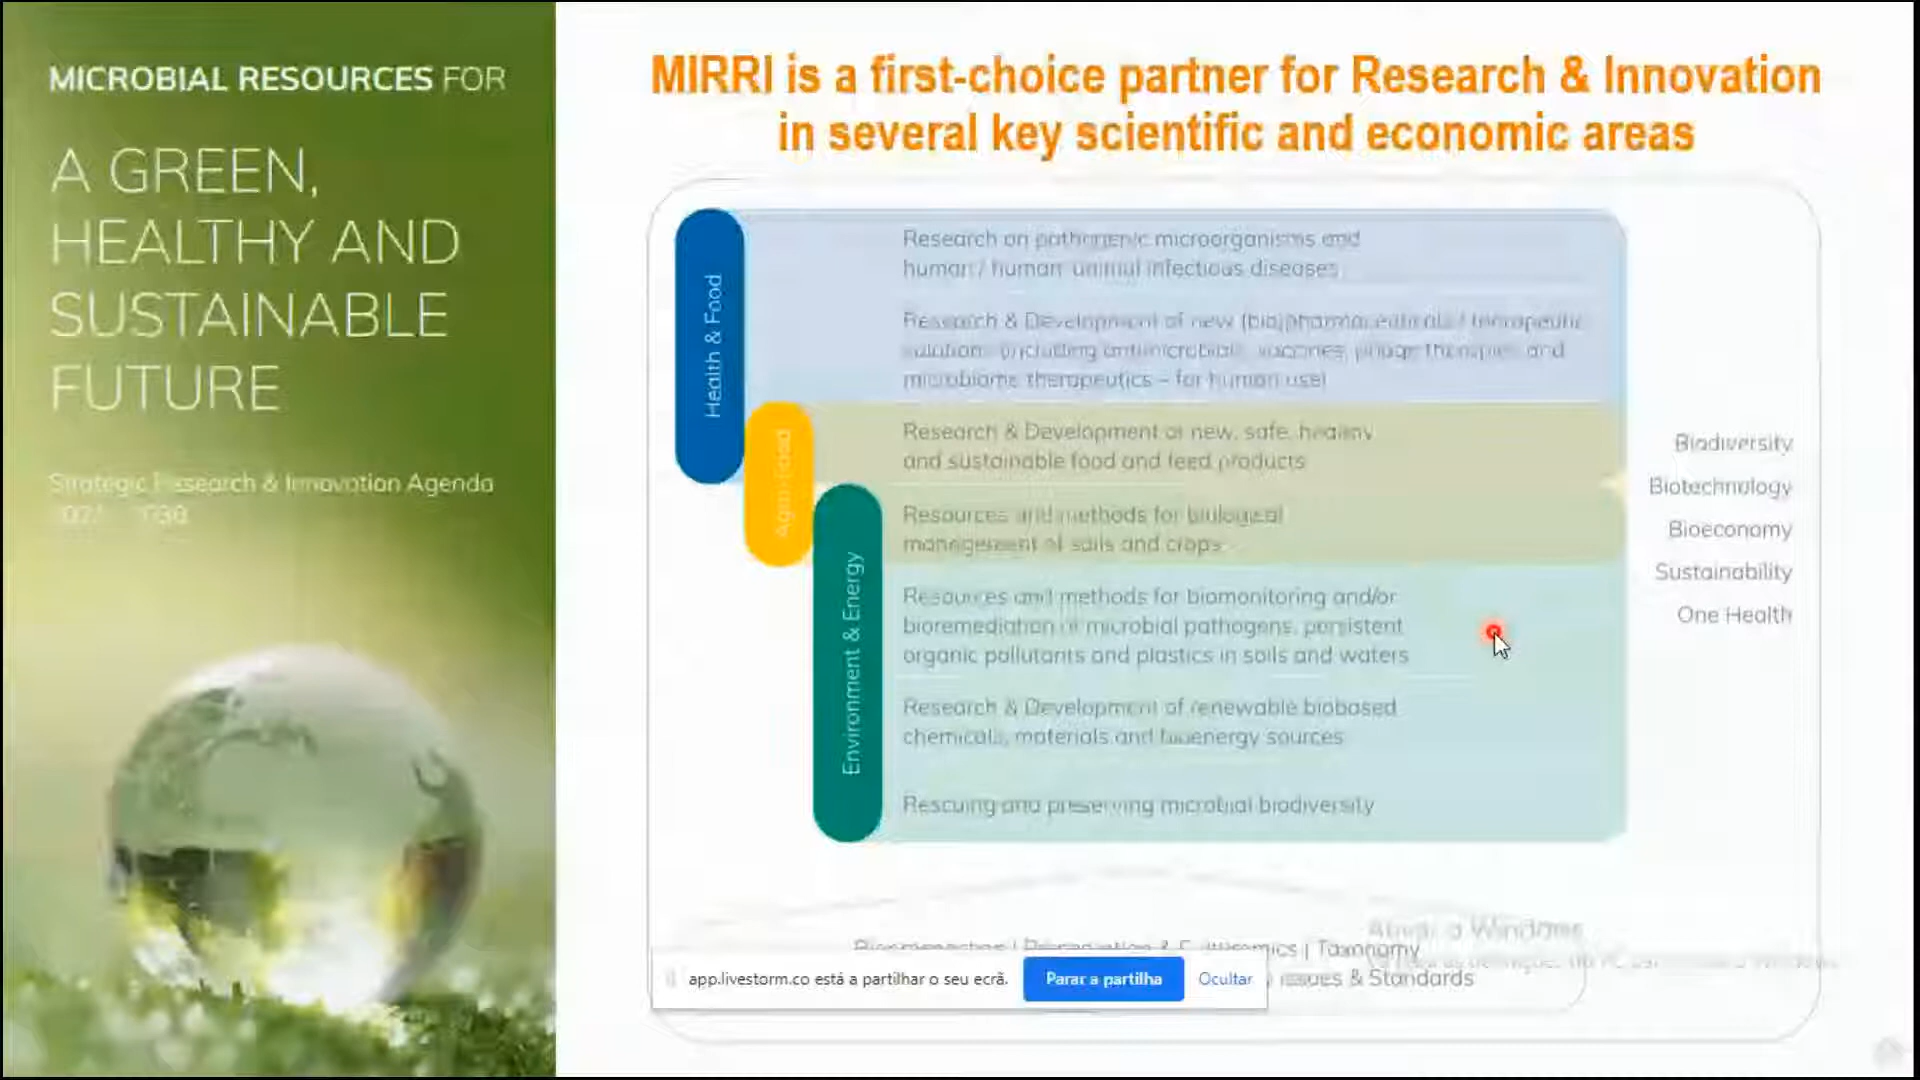 MICROBIAL RESOURCES FOR
A GREEN,
HEALTHY AND
SUSTAINABLE
FUTURE
Strategic Research & Innovation Agenda
MIRRI is a first-choice partner for Research & Innovation
in several key scientific and economic areas
Health & Food
Agro-Food
Environment & Energy
Research on pathogenic microorganisms and
human / human-animal infectious diseases
Research & Development of new (bio)pharmaceuticals / therapeutic
solutions (including antimicrobials, vaccines, phage therapies and
microbiome therapeutics – for human use)
Research & Development of new, safe, healthy
and sustainable food and feed products
Resources and methods for biological
management of soils and crops
Resources and methods for biomonitoring and/or
bioremediation of microbial pathogens, persistent
organic pollutants and plastics in soils and waters
Research & Development of renewable biobased
chemicals, materials and bioenergy sources
Rescuing and preserving microbial biodiversity
Biodiversity
Biotechnology
Bioeconomy
Sustainability
One Health
Ativar o Windows
| Preservation & | Taxonomy
issues & Standards
app.livestorm.co está a partilhar o seu ecrã.
Parar a partilha
Ocultar